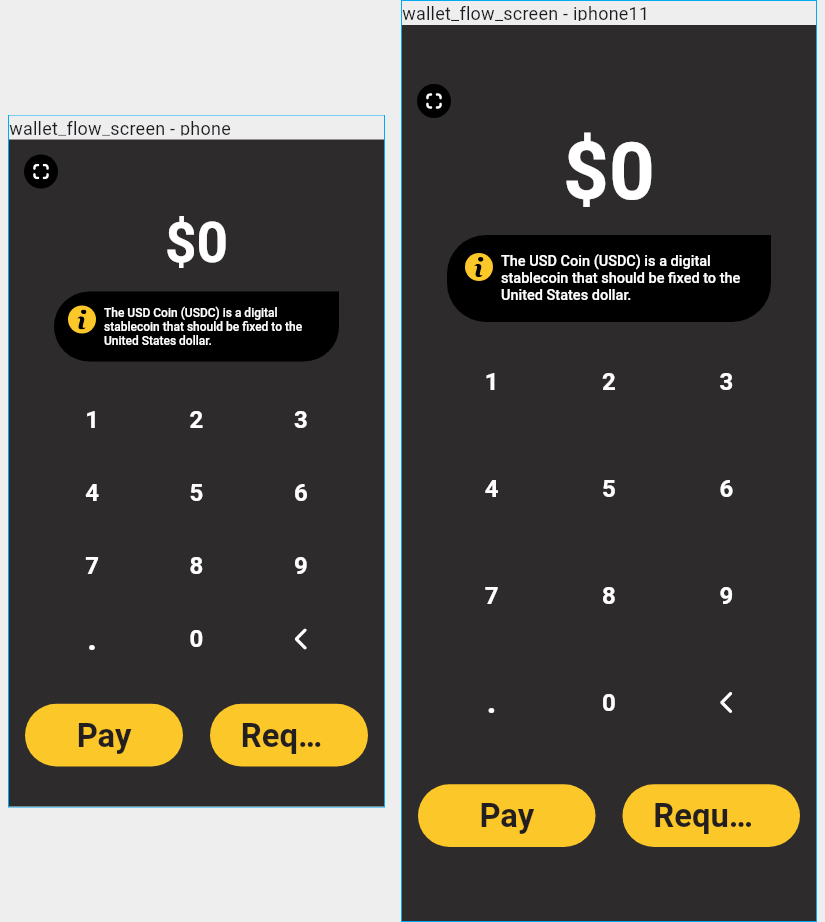 wallet_flow_screen - phone
$0
i
The USD Coin (USDC) is a digital
stablecoin that should be fixed to the
United States dollar.
1 2 3
4 5 6
7 8 9
. 0
Pay Req...
wallet_flow_screen - iphone11
$0
i
The USD Coin (USDC) is a digital
stablecoin that should be fixed to the
United States dollar.
1 2 3
4 5 6
7 8 9
. 0
Pay Requ...